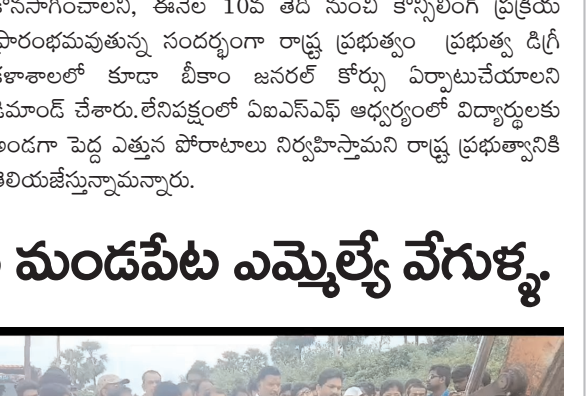 కొనసాగించాలని, ఈనెల 10వ తేదీ నుంచి కౌన్సిలింగ్ ప్రక్రియ
ప్రారంభమవుతున్న సందర్భంగా రాష్ట్ర ప్రభుత్వం ప్రభుత్వ డిగ్రీ
కళాశాలలో కూడా బీకాం జనరల్ కోర్సు ఏర్పాటుచేయాలని
డిమాండ్ చేశారు.లేనిపక్షంలో ఏఐఎస్ఎఫ్ ఆధ్వర్యంలో విద్యార్థులకు
అండగా పెద్ద ఎత్తున పోరాటాలు నిర్వహిస్తామని రాష్ట్ర ప్రభుత్వానికి
తెలియజేస్తున్నామన్నారు.
మండపేట ఎమ్మెల్యే వేగుళ్ళ.